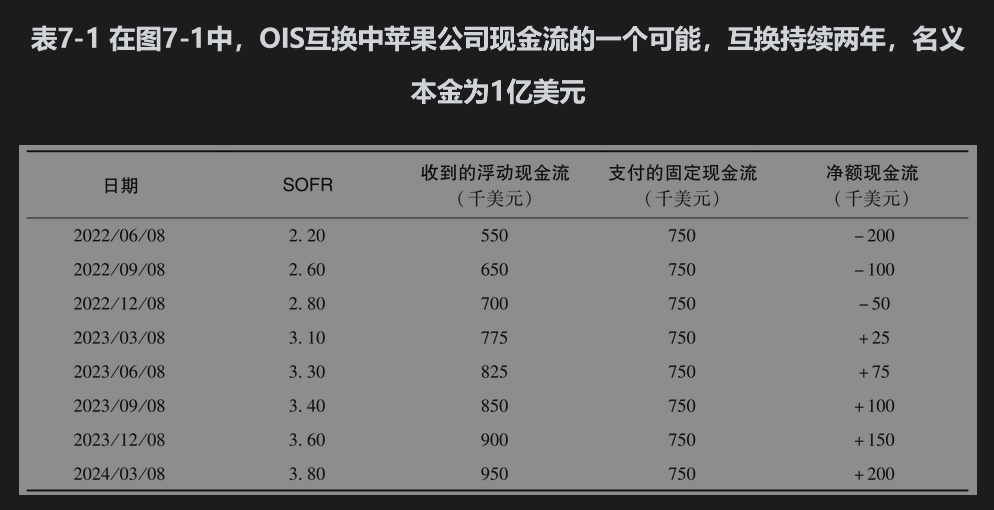 表7-1 在图7-1中，OIS互换中苹果公司现金流的一个可能，互换持续两年，名义
本金为1亿美元
日期 SOFR 收到的浮动现金流（千美元） 支付的固定现金流（千美元） 净额现金流（千美元）
2022/06/08 2.20 550 750 −200
2022/09/08 2.60 650 750 −100
2022/12/08 2.80 700 750 −50
2023/03/08 3.10 775 750 +25
2023/06/08 3.30 825 750 +75
2023/09/08 3.40 850 750 +100
2023/12/08 3.60 900 750 +150
2024/03/08 3.80 950 750 +200